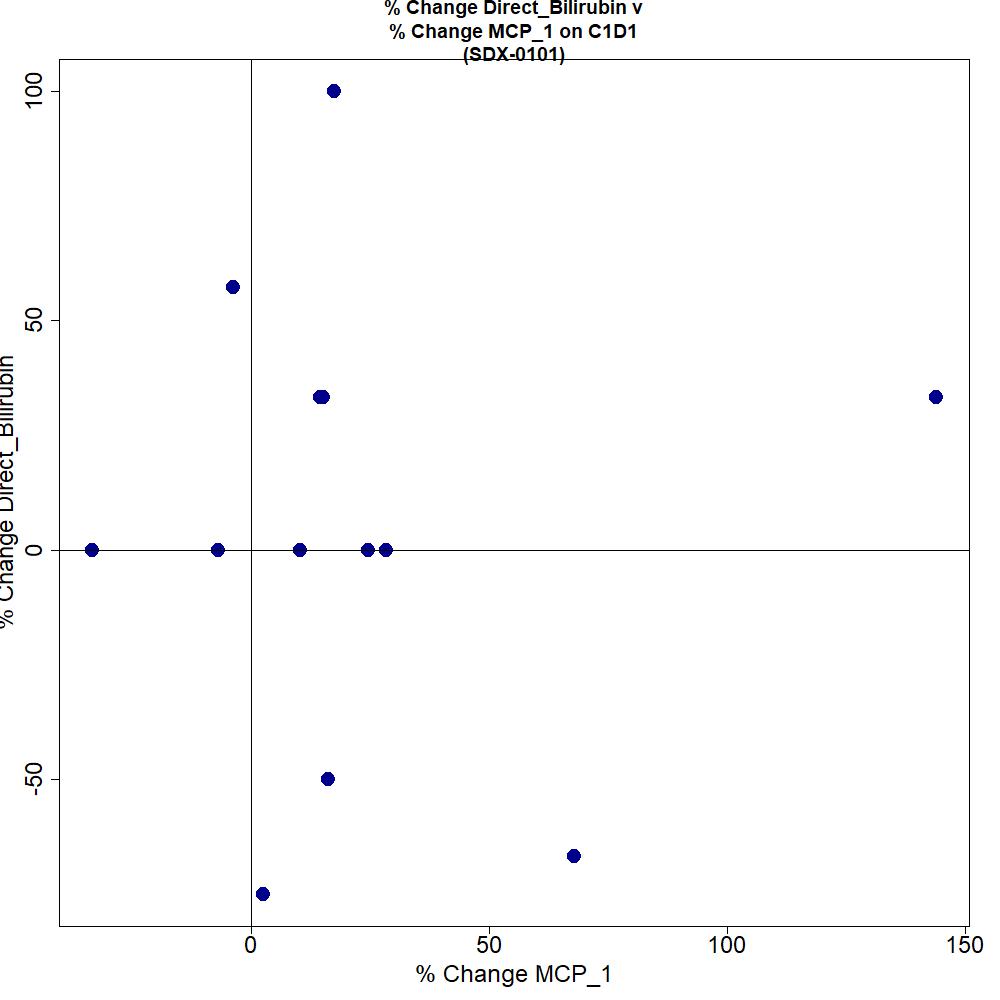 % Change Direct_Bilirubin v
% Change MCP_1 on C1D1
(SDX-0101)
100
50
0
-50
% Change Direct_Bilirubin
0
50
100
150
% Change MCP_1